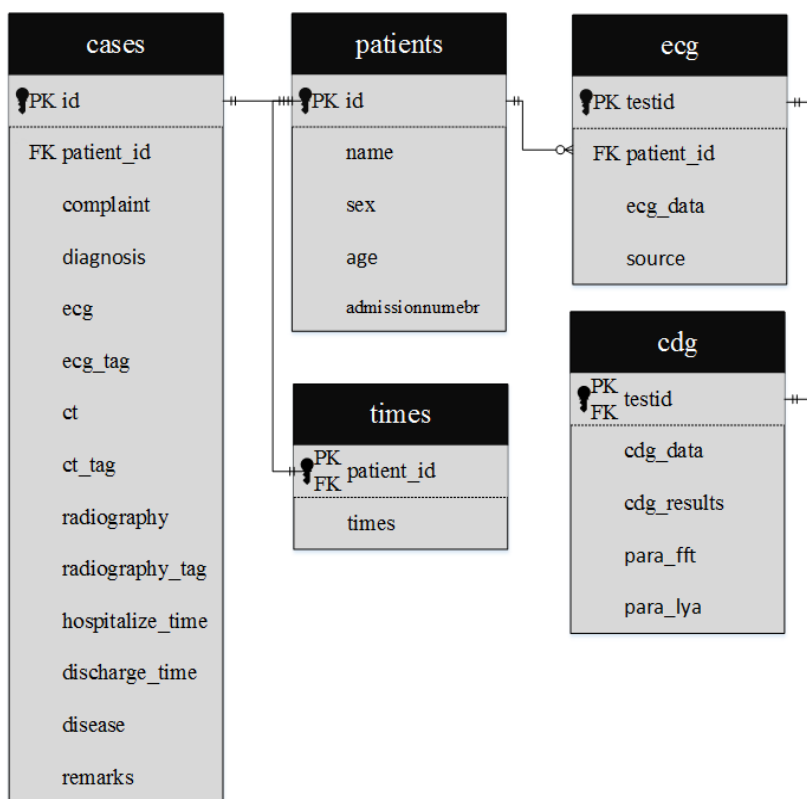 cases
PK id
FK patient_id
complaint
diagnosis
ecg
ecg_tag
ct
ct_tag
radiography
radiography_tag
hospitalize_time
discharge_time
disease
remarks
patients
PK id
name
sex
age
admissionnumebr
times
PK
FK patient_id
times
ecg
PK testid
FK patient_id
ecg_data
source
cdg
PK
FK testid
cdg_data
cdg_results
para_fft
para_lya